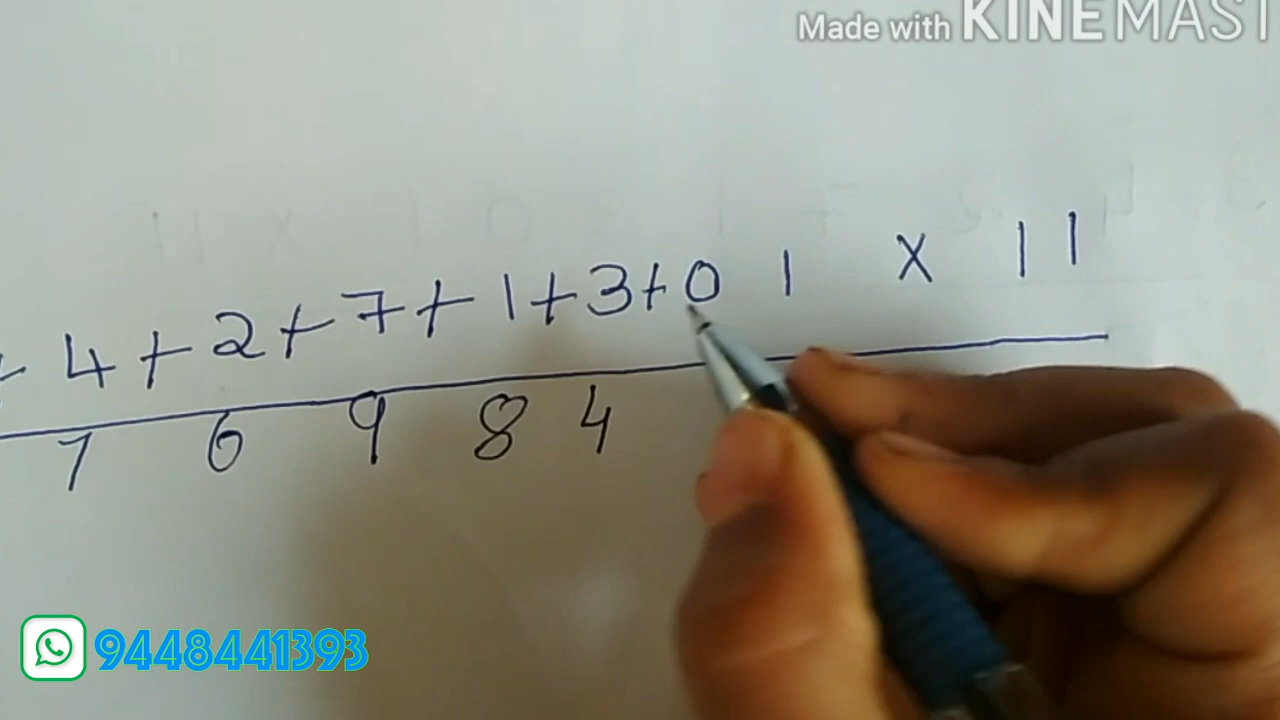 Made with KINEMAST
+ 4 + 2 + 7 + 1 + 3 + 0 1 x 11
7 6 9 8 4
9448441393